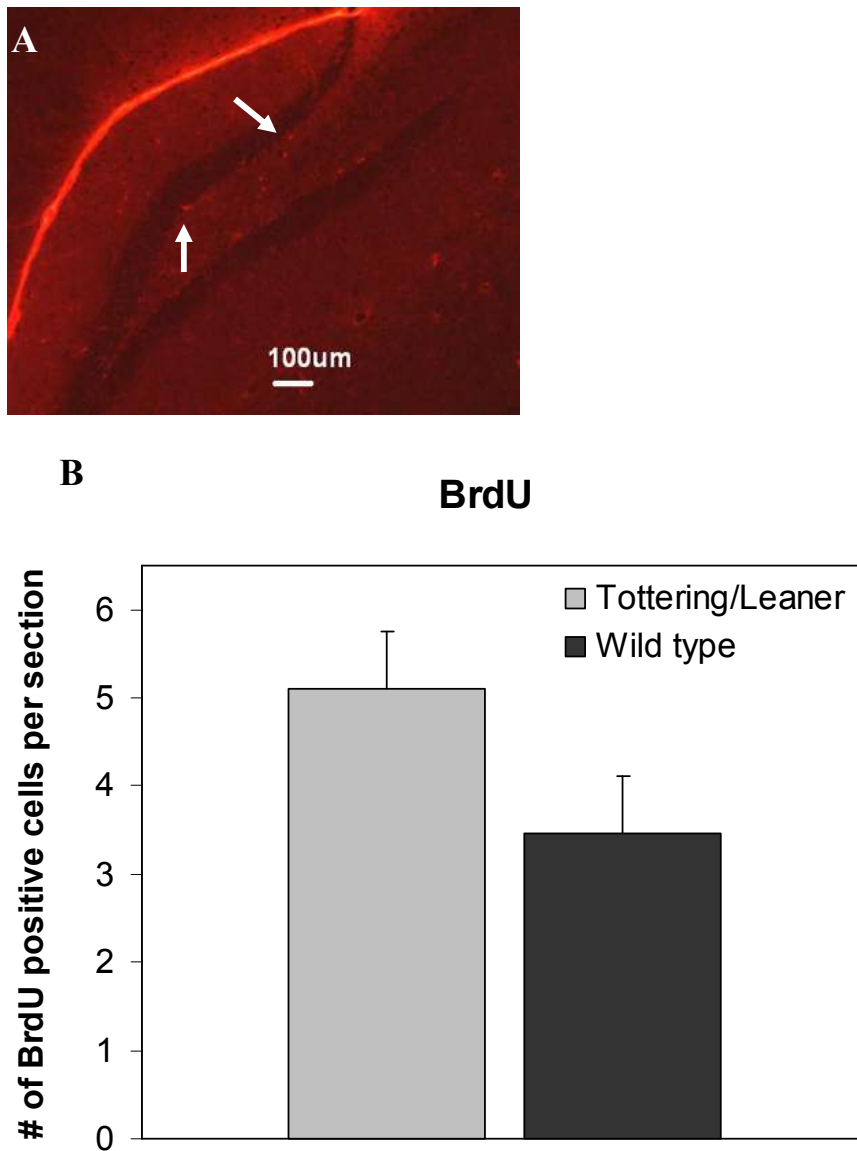 A
100um
B
BrdU
# of BrdU positive cells per section
6
5
4
3
2
1
0
Tottering/Leaner
Wild type